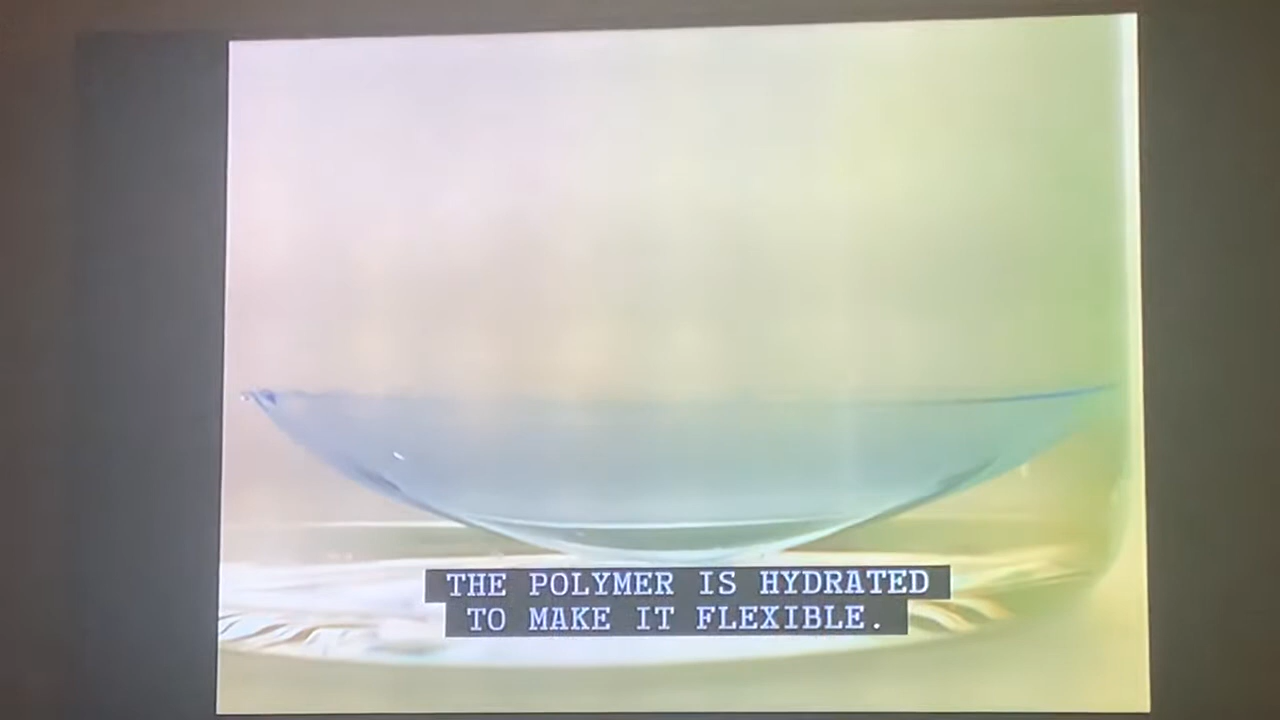 THE POLYMER IS HYDRATED
TO MAKE IT FLEXIBLE.